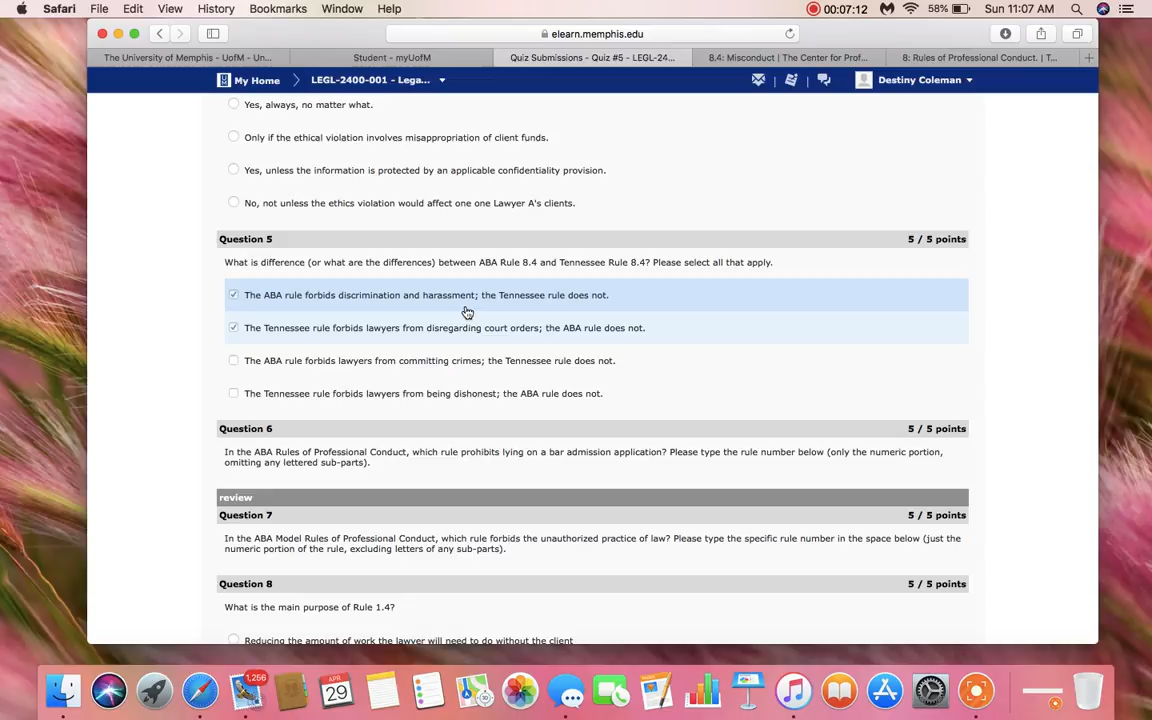 Safari File Edit View History Bookmarks Window Help 00:07:12 58% Sun 11:07 AM
elearn.memphis.edu
The University of Memphis - UofM - Un... Student - myUofM Quiz Submissions - Quiz #5 - LEGL-24... 8.4: Misconduct | The Center for Prof... 8: Rules of Professional Conduct. | T...
My Home LEGL-2400-001 - Lega... Destiny Coleman
Yes, always, no matter what.
Only if the ethical violation involves misappropriation of client funds.
Yes, unless the information is protected by an applicable confidentiality provision.
No, not unless the ethics violation would affect one one Lawyer A's clients.
Question 5 5 / 5 points
What is difference (or what are the differences) between ABA Rule 8.4 and Tennessee Rule 8.4? Please select all that apply.
The ABA rule forbids discrimination and harassment; the Tennessee rule does not.
The Tennessee rule forbids lawyers from disregarding court orders; the ABA rule does not.
The ABA rule forbids lawyers from committing crimes; the Tennessee rule does not.
The Tennessee rule forbids lawyers from being dishonest; the ABA rule does not.
Question 6 5 / 5 points
In the ABA Rules of Professional Conduct, which rule prohibits lying on a bar admission application? Please type the rule number below (only the numeric portion,
omitting any lettered sub-parts).
review
Question 7 5 / 5 points
In the ABA Model Rules of Professional Conduct, which rule forbids the unauthorized practice of law? Please type the specific rule number in the space below (just the
numeric portion of the rule, excluding letters of any sub-parts).
Question 8 5 / 5 points
What is the main purpose of Rule 1.4?
Reducing the amount of work the lawyer will need to do without the client
1,256
APR
29